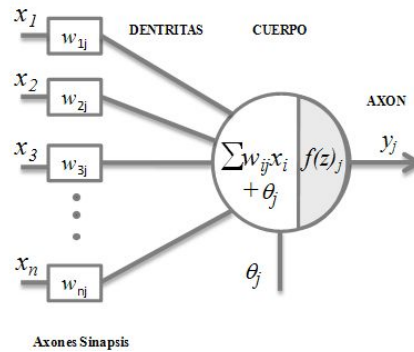 x1 w1j DENTRITAS CUERPO
x2 w2j AXON
x3 w3j ∑wijxi + θj f(z)j yj
xn wnj θj
Axones Sinapsis